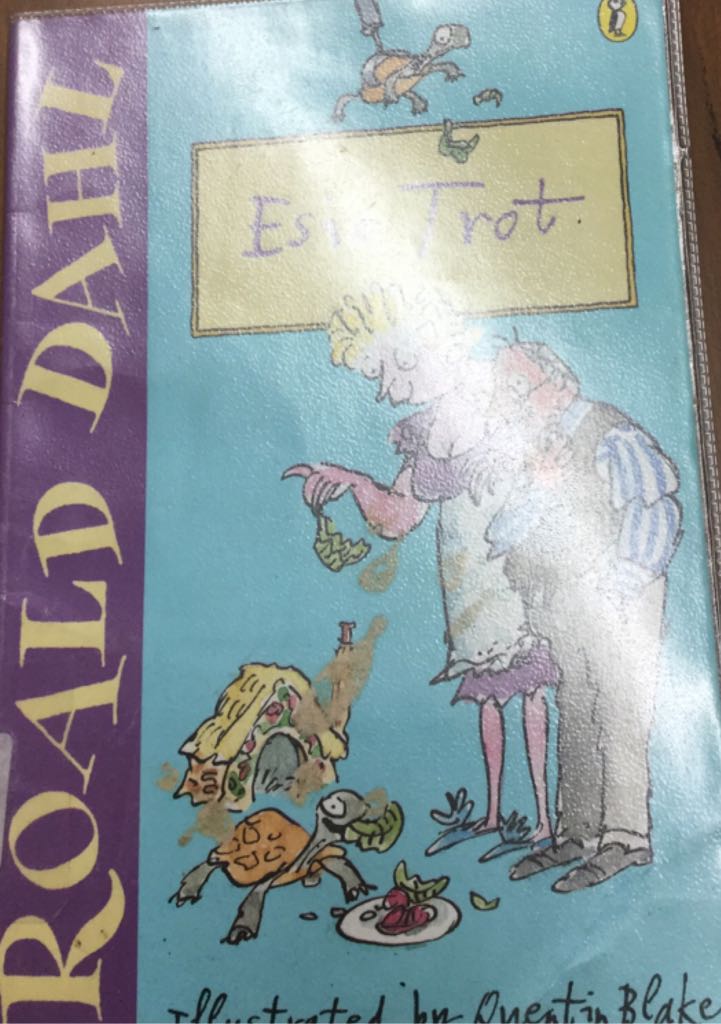 ROALD DAHL
Esio Trot
Illustrated by Quentin Blake